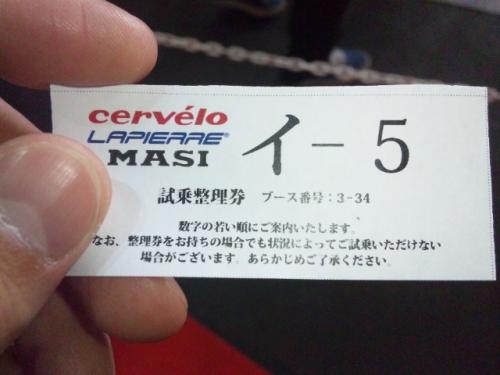 cervélo
LAPIERRE
MASI
イ-5
試乗整理券 ブース番号:3-34
数字の若い順にご案内いたします。
なお、整理券をお持ちの場合でも状況によってご試乗いただけない
場合がございます。あらかじめご了承ください。